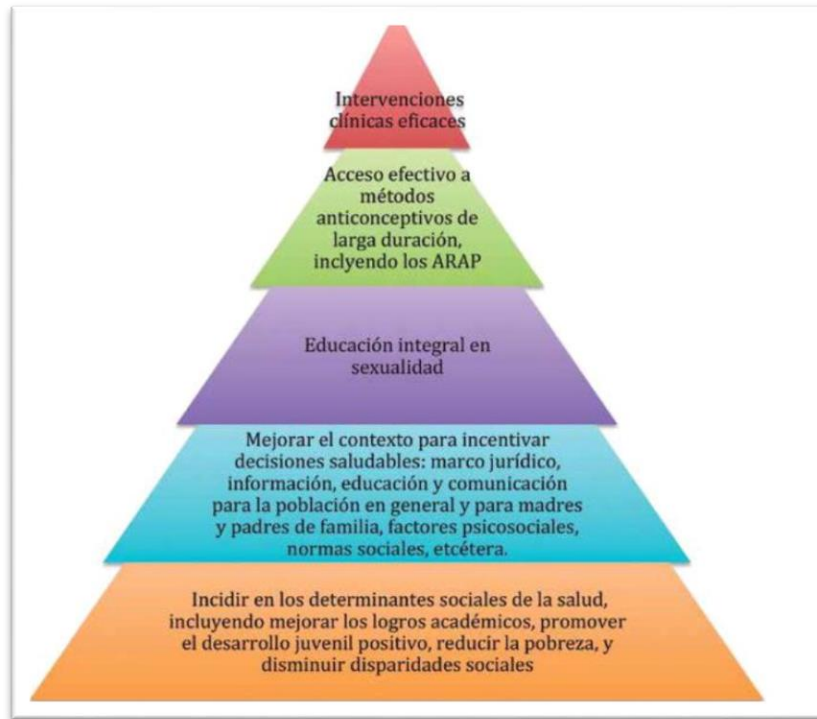 Intervenciones
clínicas eficaces
Acceso efectivo a
métodos
anticonceptivos de
larga duración,
inclyendo los ARAP
Educación integral en
sexualidad
Mejorar el contexto para incentivar
decisiones saludables: marco jurídico,
información, educación y comunicación
para la población en general y para madres
y padres de familia, factores psicosociales,
normas sociales, etcétera.
Incidir en los determinantes sociales de la salud,
incluyendo mejorar los logros académicos, promover
el desarrollo juvenil positivo, reducir la pobreza, y
disminuir disparidades sociales